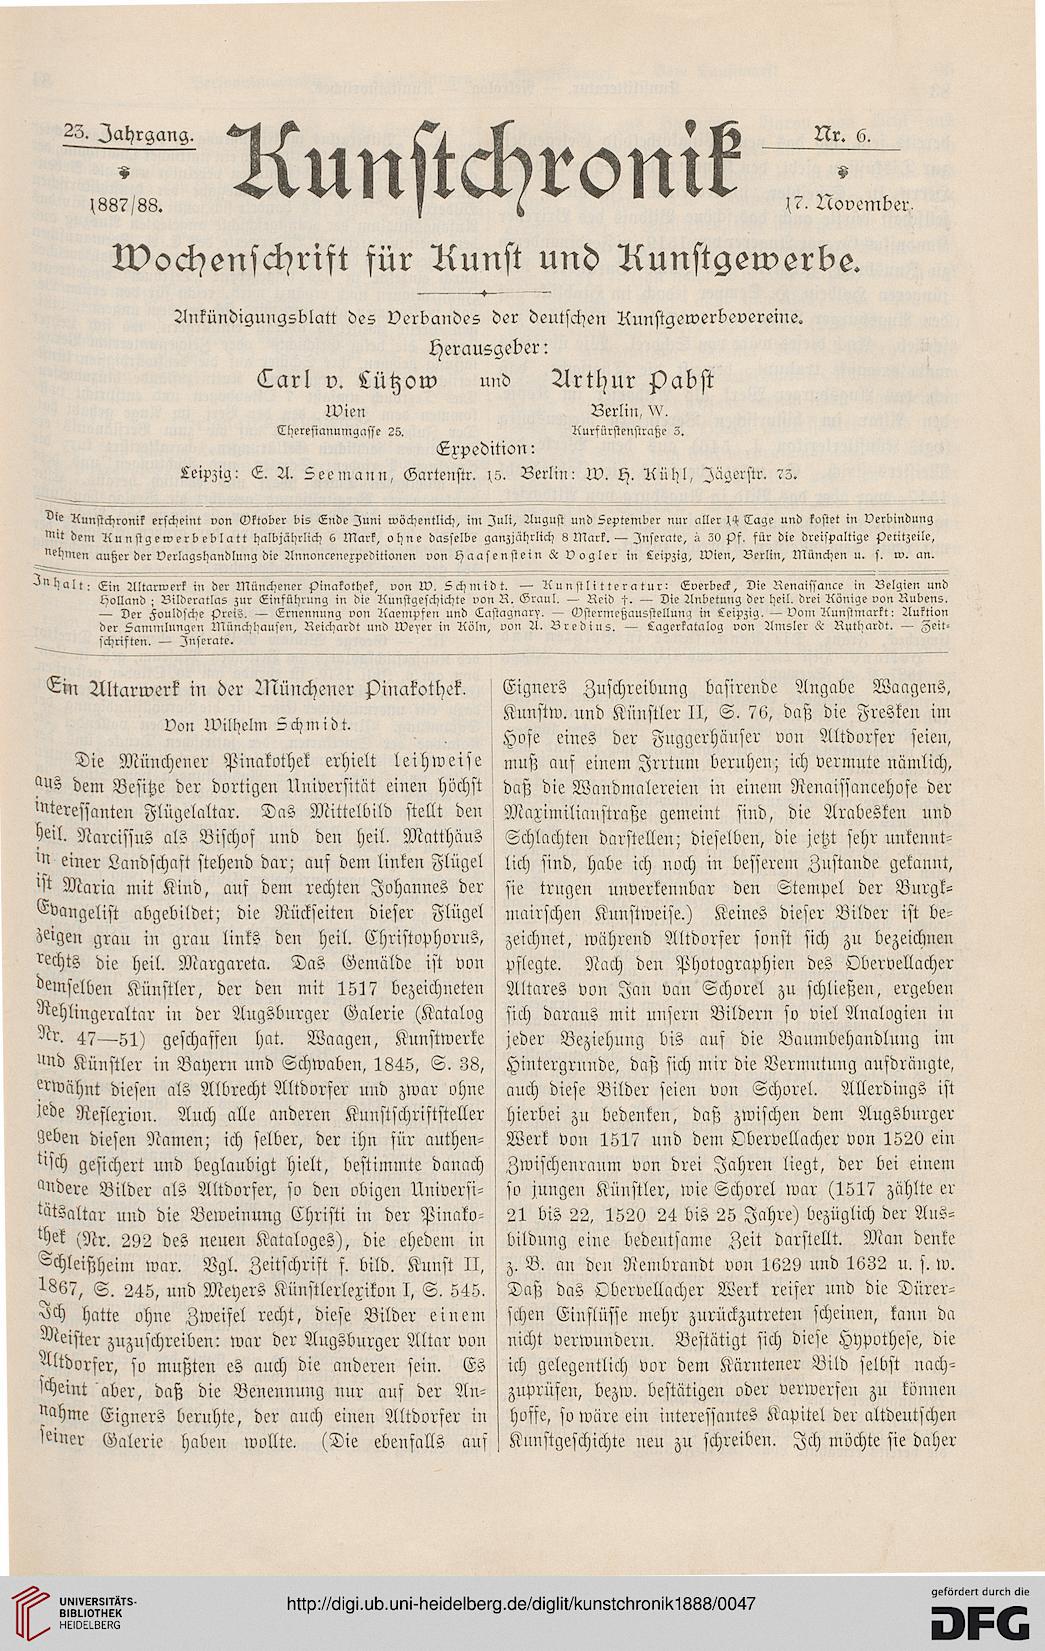 23. Jahrgang.
Kunstchronik
Nr. 6.
1887/88.
17. November.
Wochenschrift für Kunst und Kunstgewerbe.
Ankündigungsblatt des Verbandes der deutschen Kunstgewerbevereine.
Herausgeber:
Carl v. Lützow und Arthur Pabst
Wien
Berlin, W.
Theresianumgasse 25.
Kurfürstenstraße 3.
Expedition:
Leipzig: E. A. Seemann, Gartenstr. 15. Berlin: W. H. Kühl, Jägerstr. 73.
Die Kunstchronik erscheint von Oktober bis Ende Juni wöchentlich, im Juli, August und September nur aller 14 Tage und kostet in Verbindung
mit dem Kunstgewerbeblatt halbjährlich 6 Mark, ohne dasselbe ganzjährlich 8 Mark. — Inserate, à 30 Pf. für die dreispaltige Petitzeile,
nehmen außer der Verlagshandlung die Annoncenexpeditionen von Haasenstein & Vogler in Leipzig, Wien, Berlin, München u. s. w. an.
Inhalt: Ein Altarwerk in der Münchener Pinakothek, von W. Schmidt. — Kunstlitteratur: Everbeck, Die Renaissance in Belgien und
Holland; Bilderatlas zur Einführung in die Kunstgeschichte von R. Graul. — Reid †. — Die Anbetung der heil. drei Könige von Rubens.
— Der Fouldsche Preis. — Ernennung von Kaempfen und Castagnary. — Ostermeßausstellung in Leipzig. — Vom Kunstmarkt: Auktion
der Sammlungen Münchhausen, Reichardt und Weyer in Köln, von A. Bredius. — Lagerkatalog von Amsler & Ruthardt. — Zeit-
schriften. — Inserate.
Ein Altarwerk in der Münchener Pinakothek.
Von Wilhelm Schmidt.
Die Münchener Pinakothek erhielt leihweise
aus dem Besitze der dortigen Universität einen höchst
interessanten Flügelaltar. Das Mittelbild stellt den
heil. Narcissus als Bischof und den heil. Matthäus
in einer Landschaft stehend dar; auf dem linken Flügel
ist Maria mit Kind, auf dem rechten Johannes der
Evangelist abgebildet; die Rückseiten dieser Flügel
zeigen grau in grau links den heil. Christophorus,
rechts die heil. Margareta. Das Gemälde ist von
demselben Künstler, der den mit 1517 bezeichneten
Rehlingeraltar in der Augsburger Galerie (Katalog
Nr. 47—51) geschaffen hat. Waagen, Kunstwerke
und Künstler in Bayern und Schwaben, 1845, S. 38,
erwähnt diesen als Albrecht Altdorfer und zwar ohne
jede Reflexion. Auch alle anderen Kunstschriftsteller
geben diesen Namen; ich selber, der ihn für authen-
tisch gesichert und beglaubigt hielt, bestimmte danach
andere Bilder als Altdorfer, so den obigen Universi-
tätsaltar und die Beweinung Christi in der Pinako-
thek (Nr. 292 des neuen Kataloges), die ehedem in
Schleißheim war. Vgl. Zeitschrift f. bild. Kunst II,
1867, S. 245, und Meyers Künstlerlexikon I, S. 545.
Ich hatte ohne Zweifel recht, diese Bilder einem
Meister zuzuschreiben: war der Augsburger Altar von
Altdorfer, so mußten es auch die anderen sein. Es
scheint aber, daß die Benennung nur auf der An-
nahme Eigners beruhte, der auch einen Altdorfer in
seiner Galerie haben wollte. (Die ebenfalls auf
Eigners Zuschreibung basirende Angabe Waagens,
Kunstw. und Künstler II, S. 76, daß die Fresken im
Hofe eines der Fuggerhäuser von Altdorfer seien,
muß auf einem Irrtum beruhen; ich vermute nämlich,
daß die Wandmalereien in einem Renaissancehofe der
Maximilianstraße gemeint sind, die Arabesken und
Schlachten darstellen; dieselben, die jetzt sehr unkennt-
lich sind, habe ich noch in besserem Zustande gekannt,
sie trugen unverkennbar den Stempel der Burgk-
mairschen Kunstweise.) Keines dieser Bilder ist be-
zeichnet, während Altdorfer sonst sich zu bezeichnen
pflegte. Nach den Photographien des Obervellacher
Altares von Jan van Schorel zu schließen, ergeben
sich daraus mit unsern Bildern so viel Analogien in
jeder Beziehung bis auf die Baumbehandlung im
Hintergrunde, daß sich mir die Vermutung aufdrängte,
auch diese Bilder seien von Schorel. Allerdings ist
hierbei zu bedenken, daß zwischen dem Augsburger
Werk von 1517 und dem Obervellacher von 1520 ein
Zwischenraum von drei Jahren liegt, der bei einem
so jungen Künstler, wie Schorel war (1517 zählte er
21 bis 22, 1520 24 bis 25 Jahre) bezüglich der Aus-
bildung eine bedeutsame Zeit darstellt. Man denke
z. B. an den Rembrandt von 1629 und 1632 u. s. w.
Daß das Obervellacher Werk reifer und die Dürer-
schen Einflüsse mehr zurückzutreten scheinen, kann da
nicht verwundern. Bestätigt sich diese Hypothese, die
ich gelegentlich vor dem Kärntener Bild selbst nach-
zuprüfen, bezw. bestätigen oder verwerfen zu können
hoffe, so wäre ein interessantes Kapitel der altdeutschen
Kunstgeschichte neu zu schreiben. Ich möchte sie daher
UNIVERSITÄTS-
BIBLIOTHEK
HEIDELBERG
http://digi.ub.uni-heidelberg.de/diglit/kunstchronik1888/0047
gefördert durch die
DFG